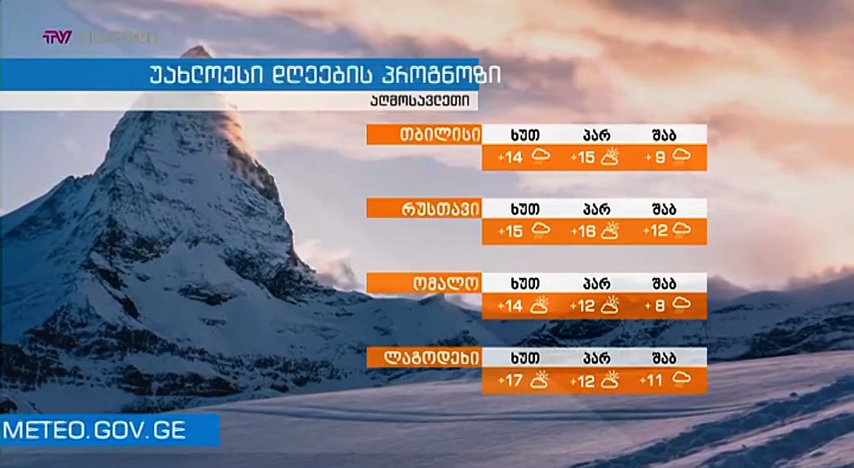 უახლოესი დღეების პროგნოზი
აღმოსავლეთი
თბილისი ხუთ პარ შაბ
+14 +15 +9
რუსთავი ხუთ პარ შაბ
+15 +16 +12
ომალო ხუთ პარ შაბ
+14 +12 +8
ლაგოდეხი ხუთ პარ შაბ
+17 +12 +11
METEO.GOV.GE